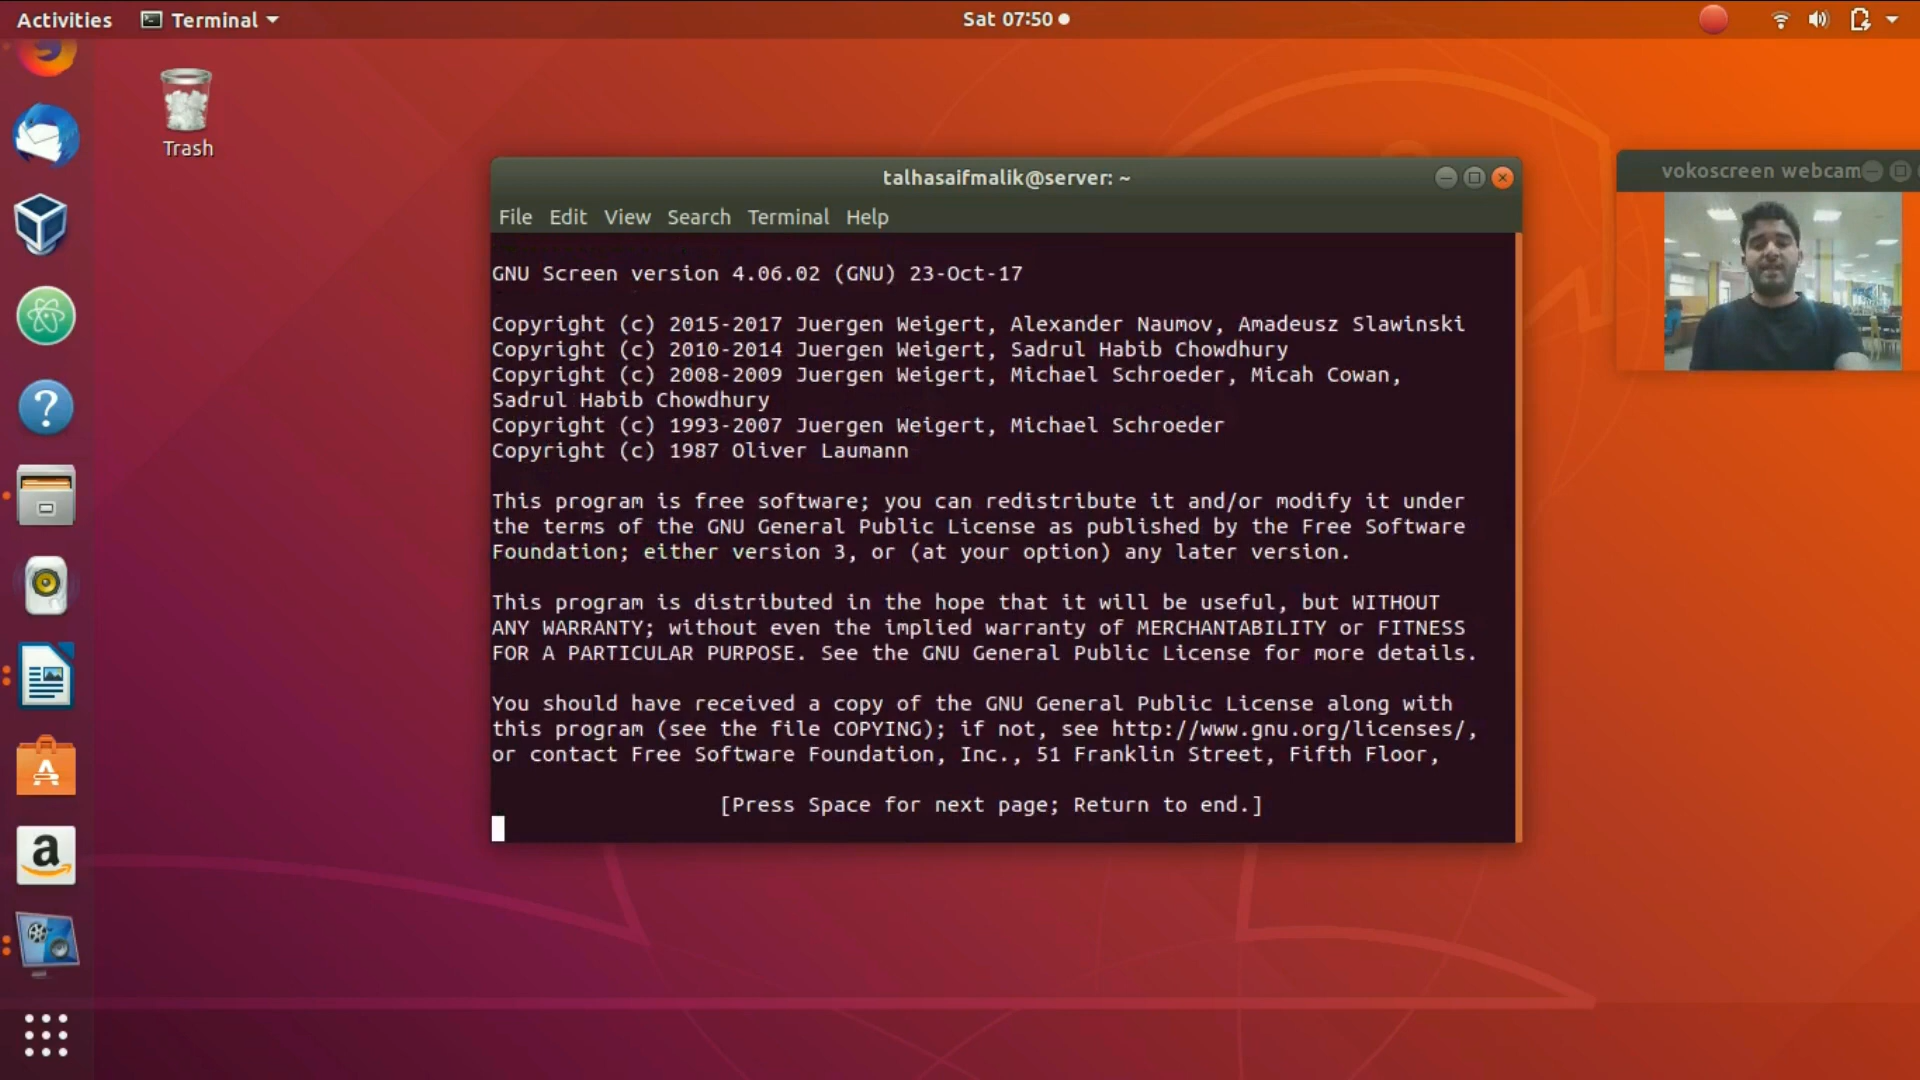 Activities
Terminal
Sat 07:50
Trash
talhasaifmalik@server: ~
File Edit View Search Terminal Help
GNU Screen version 4.06.02 (GNU) 23-Oct-17
Copyright (c) 2015-2017 Juergen Weigert, Alexander Naumov, Amadeusz Slawinski
Copyright (c) 2010-2014 Juergen Weigert, Sadrul Habib Chowdhury
Copyright (c) 2008-2009 Juergen Weigert, Michael Schroeder, Micah Cowan,
Sadrul Habib Chowdhury
Copyright (c) 1993-2007 Juergen Weigert, Michael Schroeder
Copyright (c) 1987 Oliver Laumann
This program is free software; you can redistribute it and/or modify it under
the terms of the GNU General Public License as published by the Free Software
Foundation; either version 3, or (at your option) any later version.
This program is distributed in the hope that it will be useful, but WITHOUT
ANY WARRANTY; without even the implied warranty of MERCHANTABILITY or FITNESS
FOR A PARTICULAR PURPOSE. See the GNU General Public License for more details.
You should have received a copy of the GNU General Public License along with
this program (see the file COPYING); if not, see http://www.gnu.org/licenses/,
or contact Free Software Foundation, Inc., 51 Franklin Street, Fifth Floor,
[Press Space for next page; Return to end.]
vokoscreen webcam